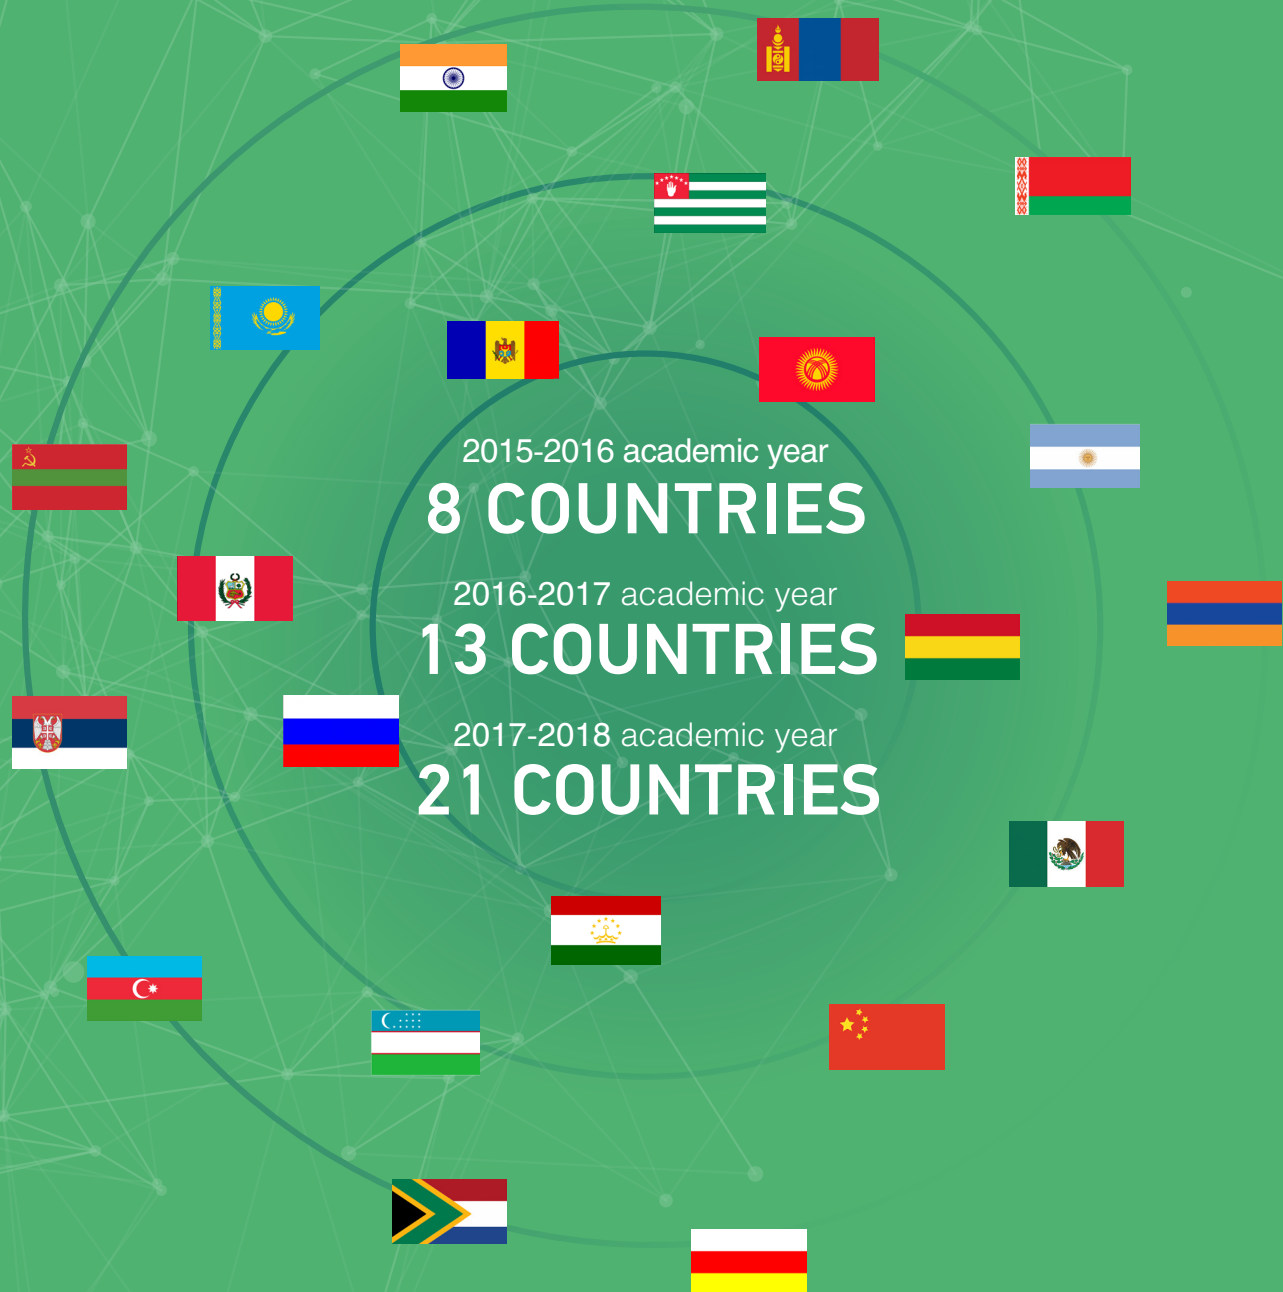 2015-2016 academic year
8 COUNTRIES
2016-2017 academic year
13 COUNTRIES
2017-2018 academic year
21 COUNTRIES